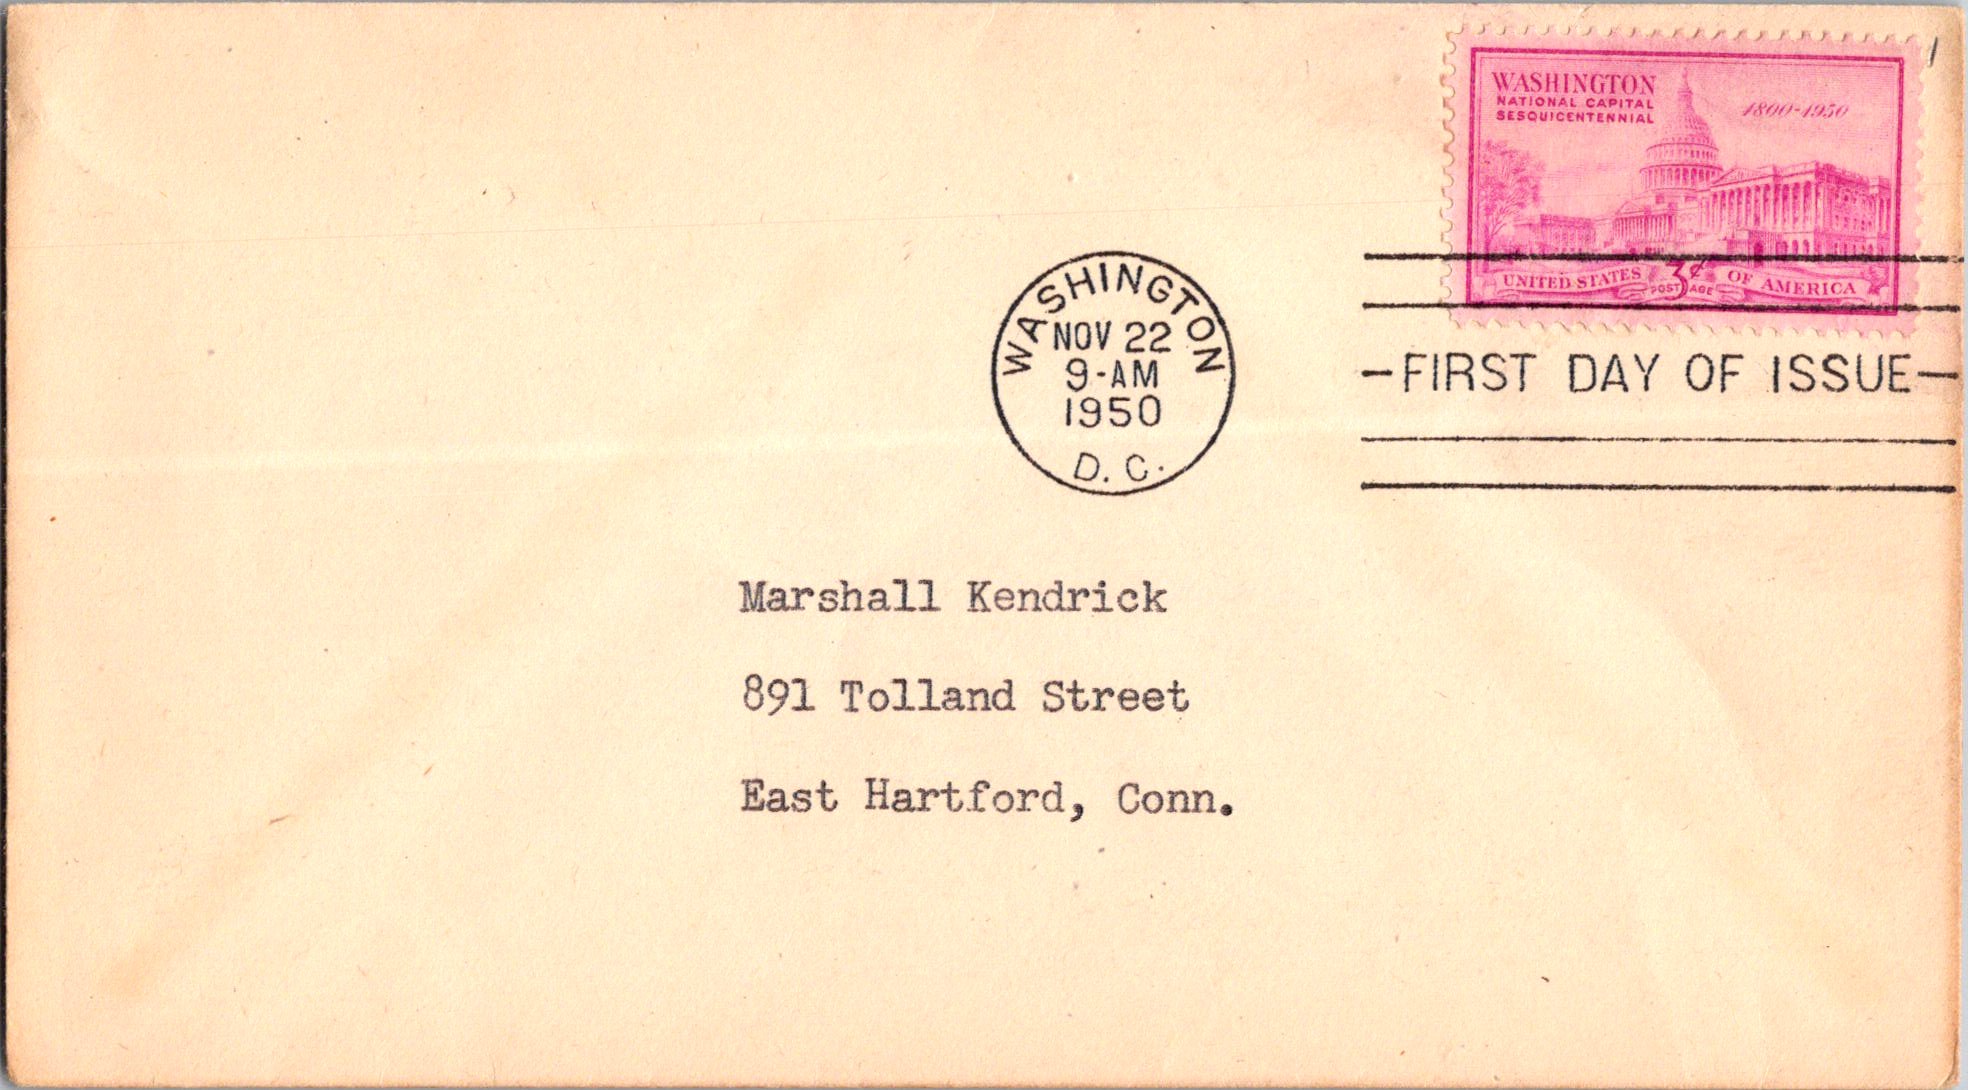 WASHINGTON
NATIONAL CAPITAL
SESQUICENTENNIAL
1800-1950
UNITED STATES 3¢ OF AMERICA
POSTAGE
WASHINGTON
NOV 22
9-AM
1950
D. C.
-FIRST DAY OF ISSUE-
Marshall Kendrick
891 Tolland Street
East Hartford, Conn.